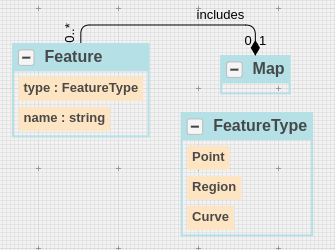 includes
0..*
0..1
Feature
type : FeatureType
name : string
Map
FeatureType
Point
Region
Curve